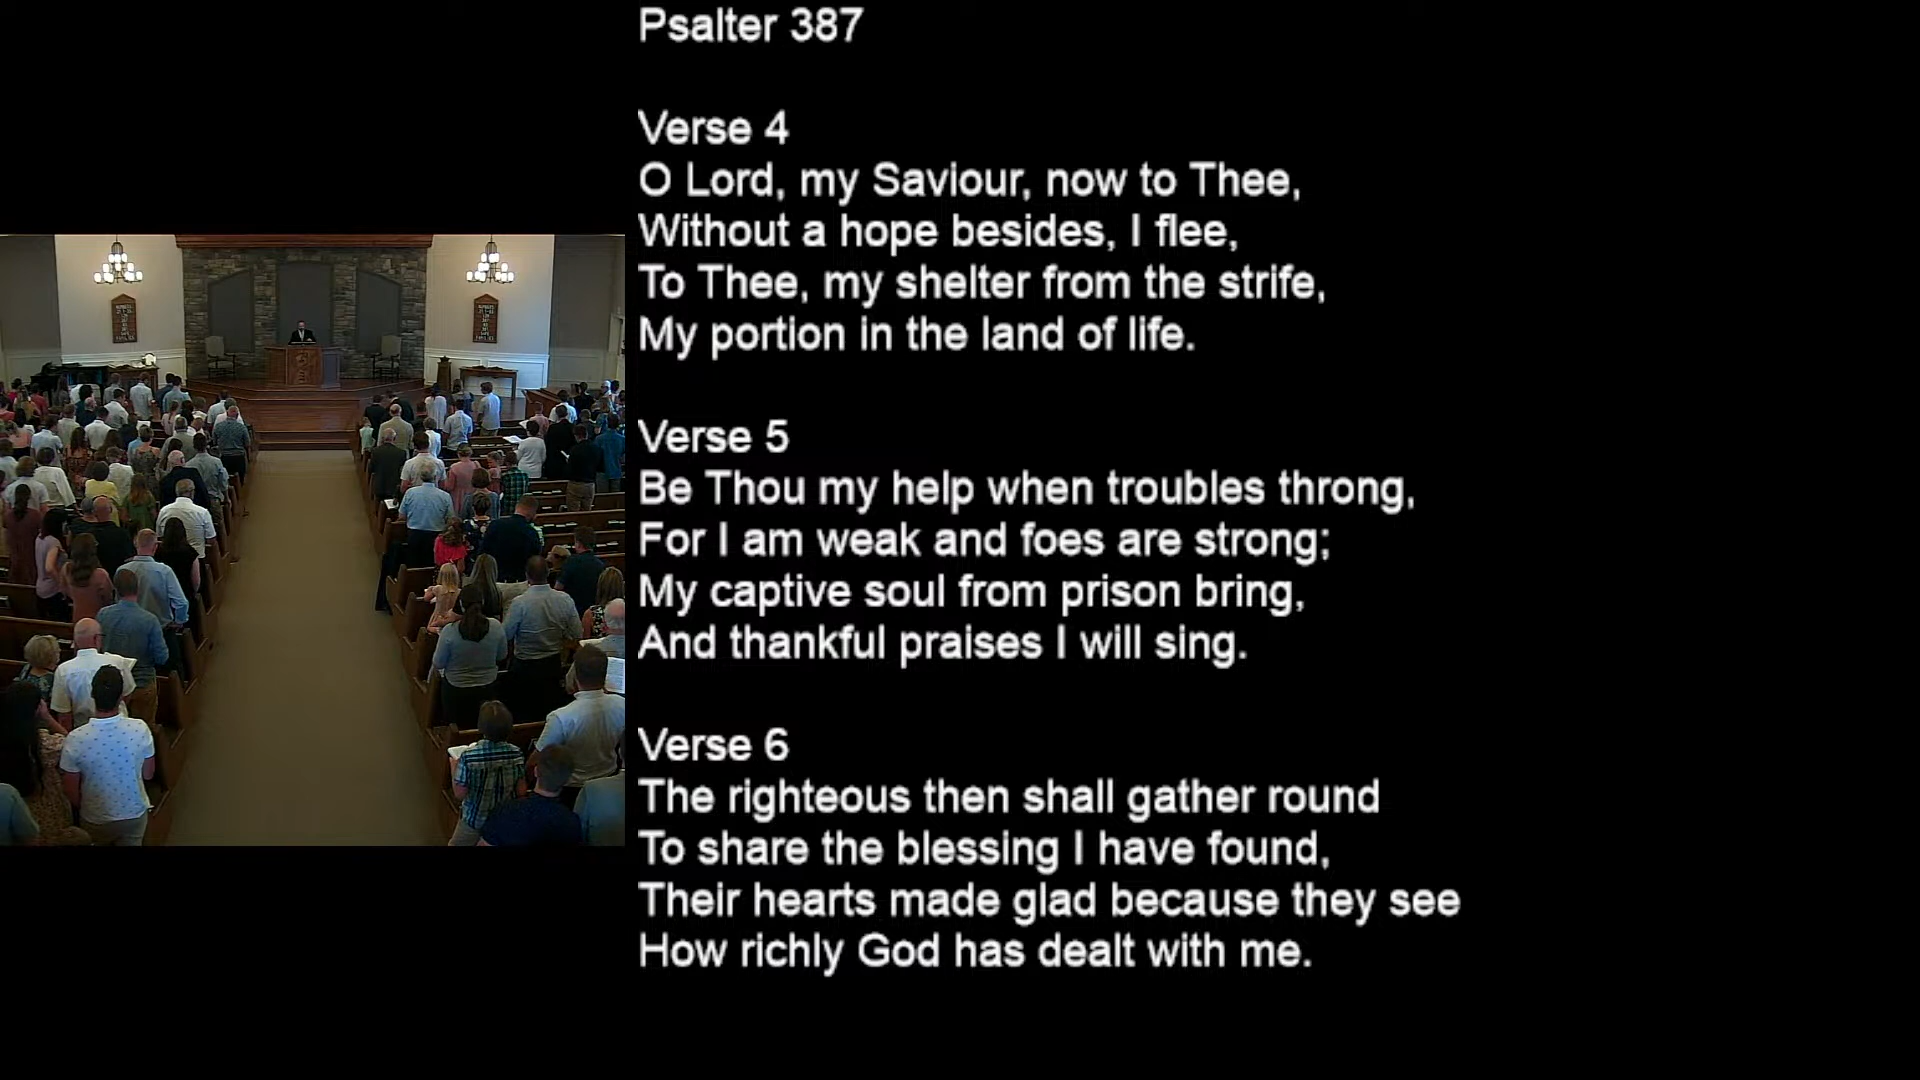 Psalter 387
Verse 4
O Lord, my Saviour, now to Thee,
Without a hope besides, I flee,
To Thee, my shelter from the strife,
My portion in the land of life.
Verse 5
Be Thou my help when troubles throng,
For I am weak and foes are strong;
My captive soul from prison bring,
And thankful praises I will sing.
Verse 6
The righteous then shall gather round
To share the blessing I have found,
Their hearts made glad because they see
How richly God has dealt with me.